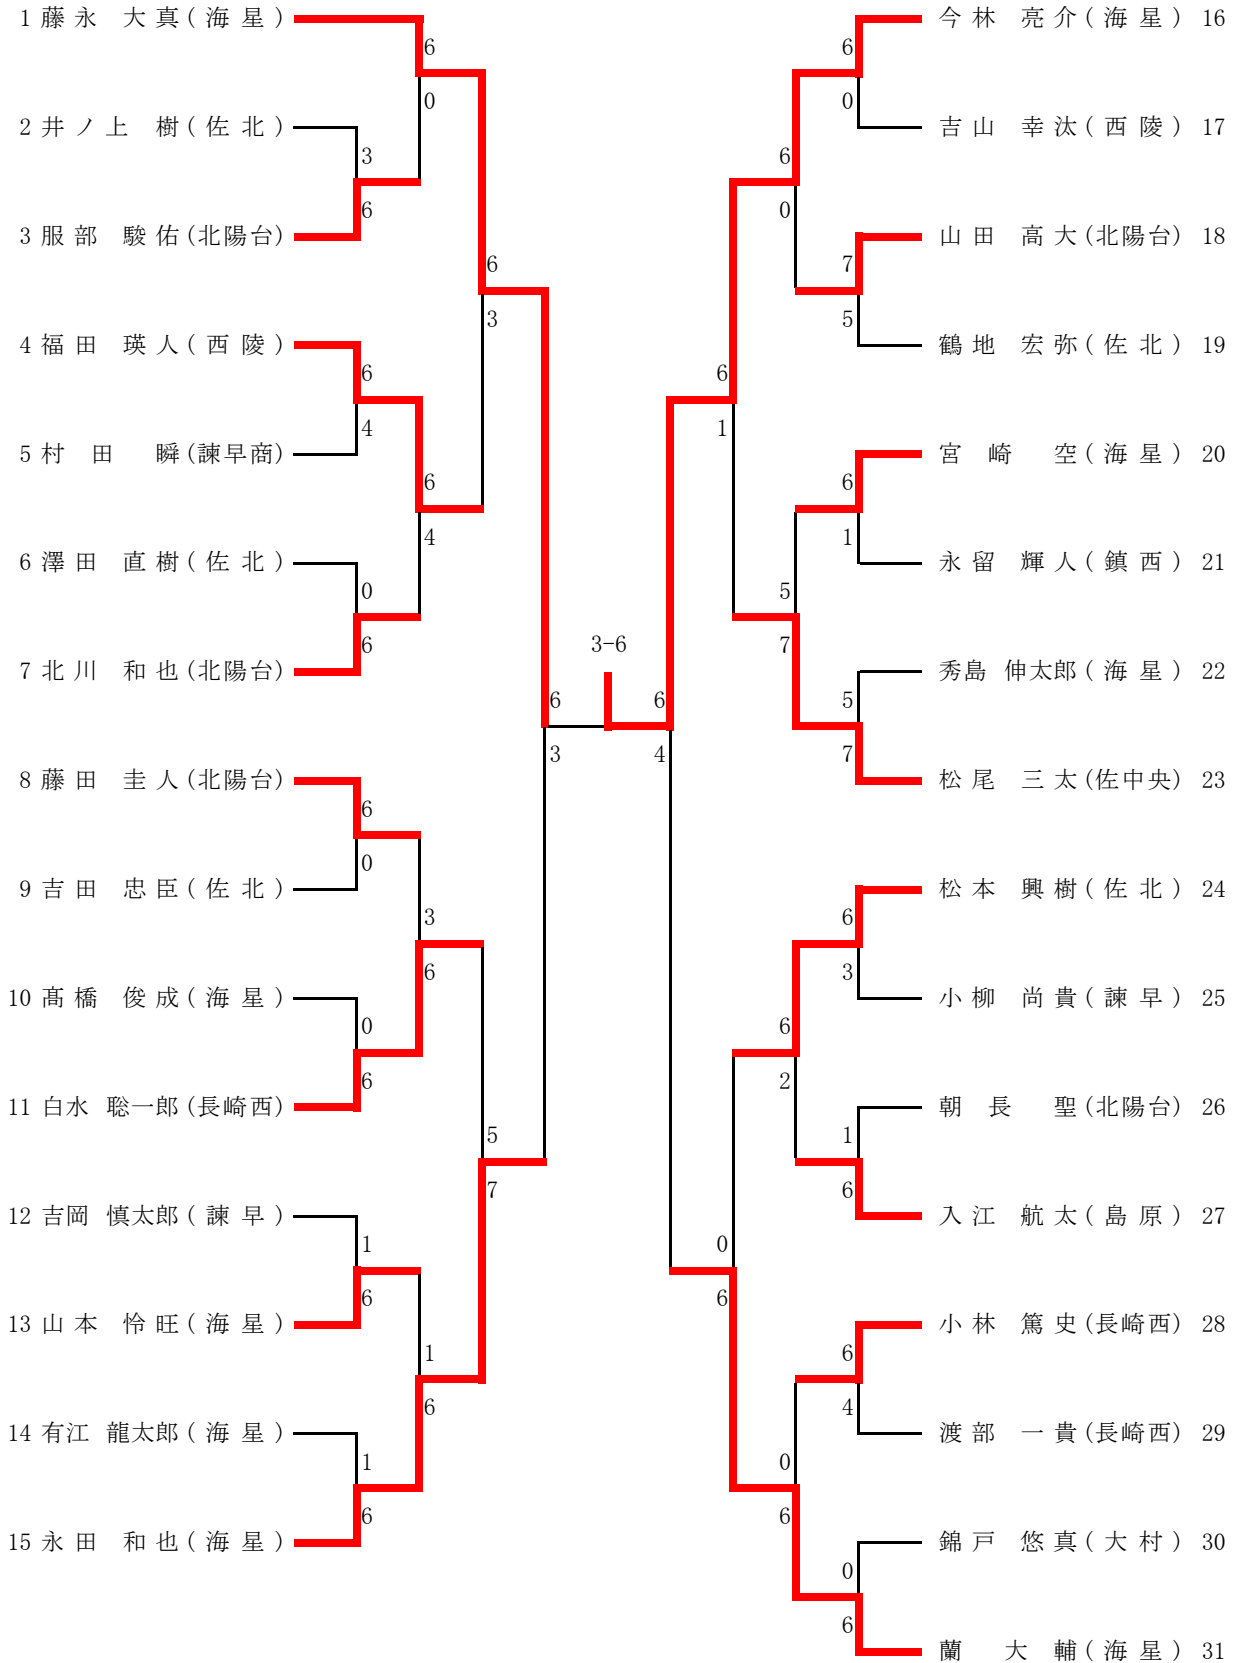 1 藤永 大真(海星)
6
0
2 井ノ上 樹(佐北)
3
6
3 服部 駿佑(北陽台)
6
3
4 福田 瑛人(西陵)
6
4
5 村田 瞬(諫早商)
6
4
6 澤田 直樹(佐北)
0
6
7 北川 和也(北陽台)
6
3
8 藤田 圭人(北陽台)
6
0
9 吉田 忠臣(佐北)
3
6
10 髙橋 俊成(海星)
0
6
11 白水 聡一郎(長崎西)
5
7
12 吉岡 慎太郎(諫早)
1
6
13 山本 怜旺(海星)
1
6
14 有江 龍太郎(海星)
1
6
15 永田 和也(海星)
3-6
今林 亮介(海星) 16
6
0
吉山 幸汰(西陵) 17
6
0
山田 高大(北陽台) 18
7
5
鶴地 宏弥(佐北) 19
6
1
宮崎 空(海星) 20
6
1
永留 輝人(鎮西) 21
5
7
秀島 伸太郎(海星) 22
5
7
松尾 三太(佐中央) 23
6
4
松本 興樹(佐北) 24
6
3
小柳 尚貴(諫早) 25
6
2
朝長 聖(北陽台) 26
1
6
入江 航太(島原) 27
0
6
小林 篤史(長崎西) 28
6
4
渡部 一貴(長崎西) 29
0
6
錦戸 悠真(大村) 30
0
6
蘭 大輔(海星) 31